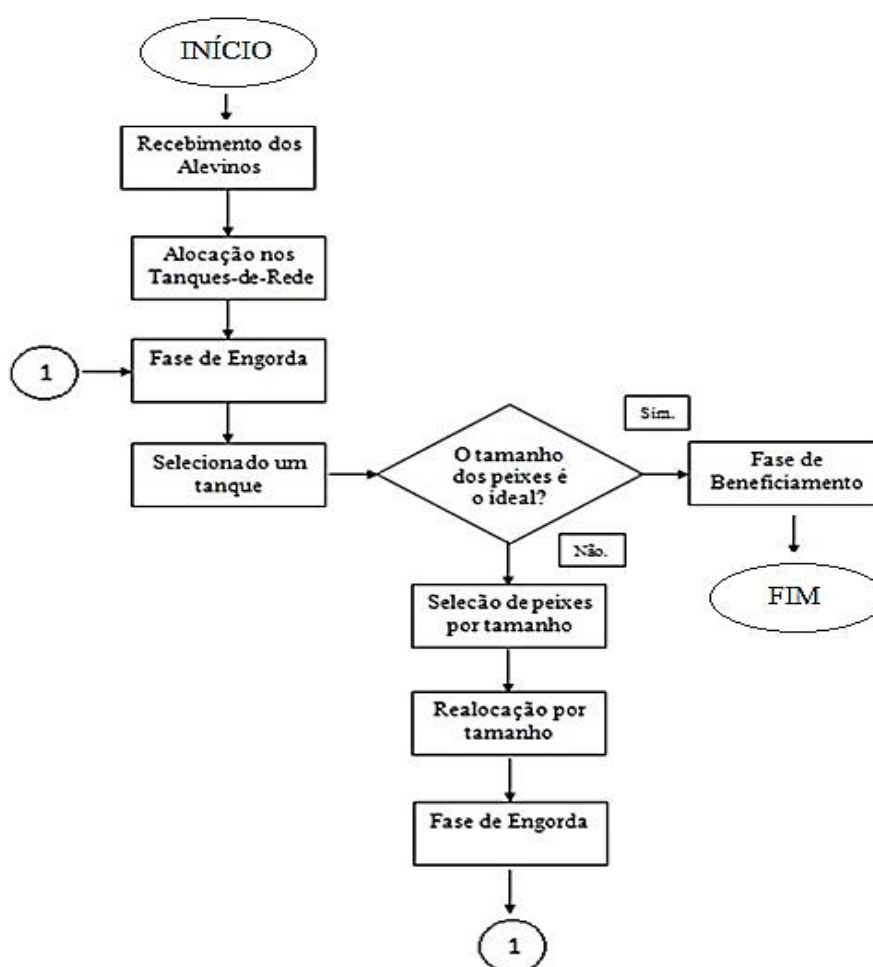 INÍCIO
Recebimento dos
Alevinos
Alocação nos
Tanques-de-Rede
1
Fase de Engorda
Selecionado um
tanque
O tamanho
dos peixes é
o ideal?
Sim.
Fase de
Beneficiamento
FIM
Não.
Selecão de peixes
por tamanho
Realocação por
tamanho
Fase de Engorda
1